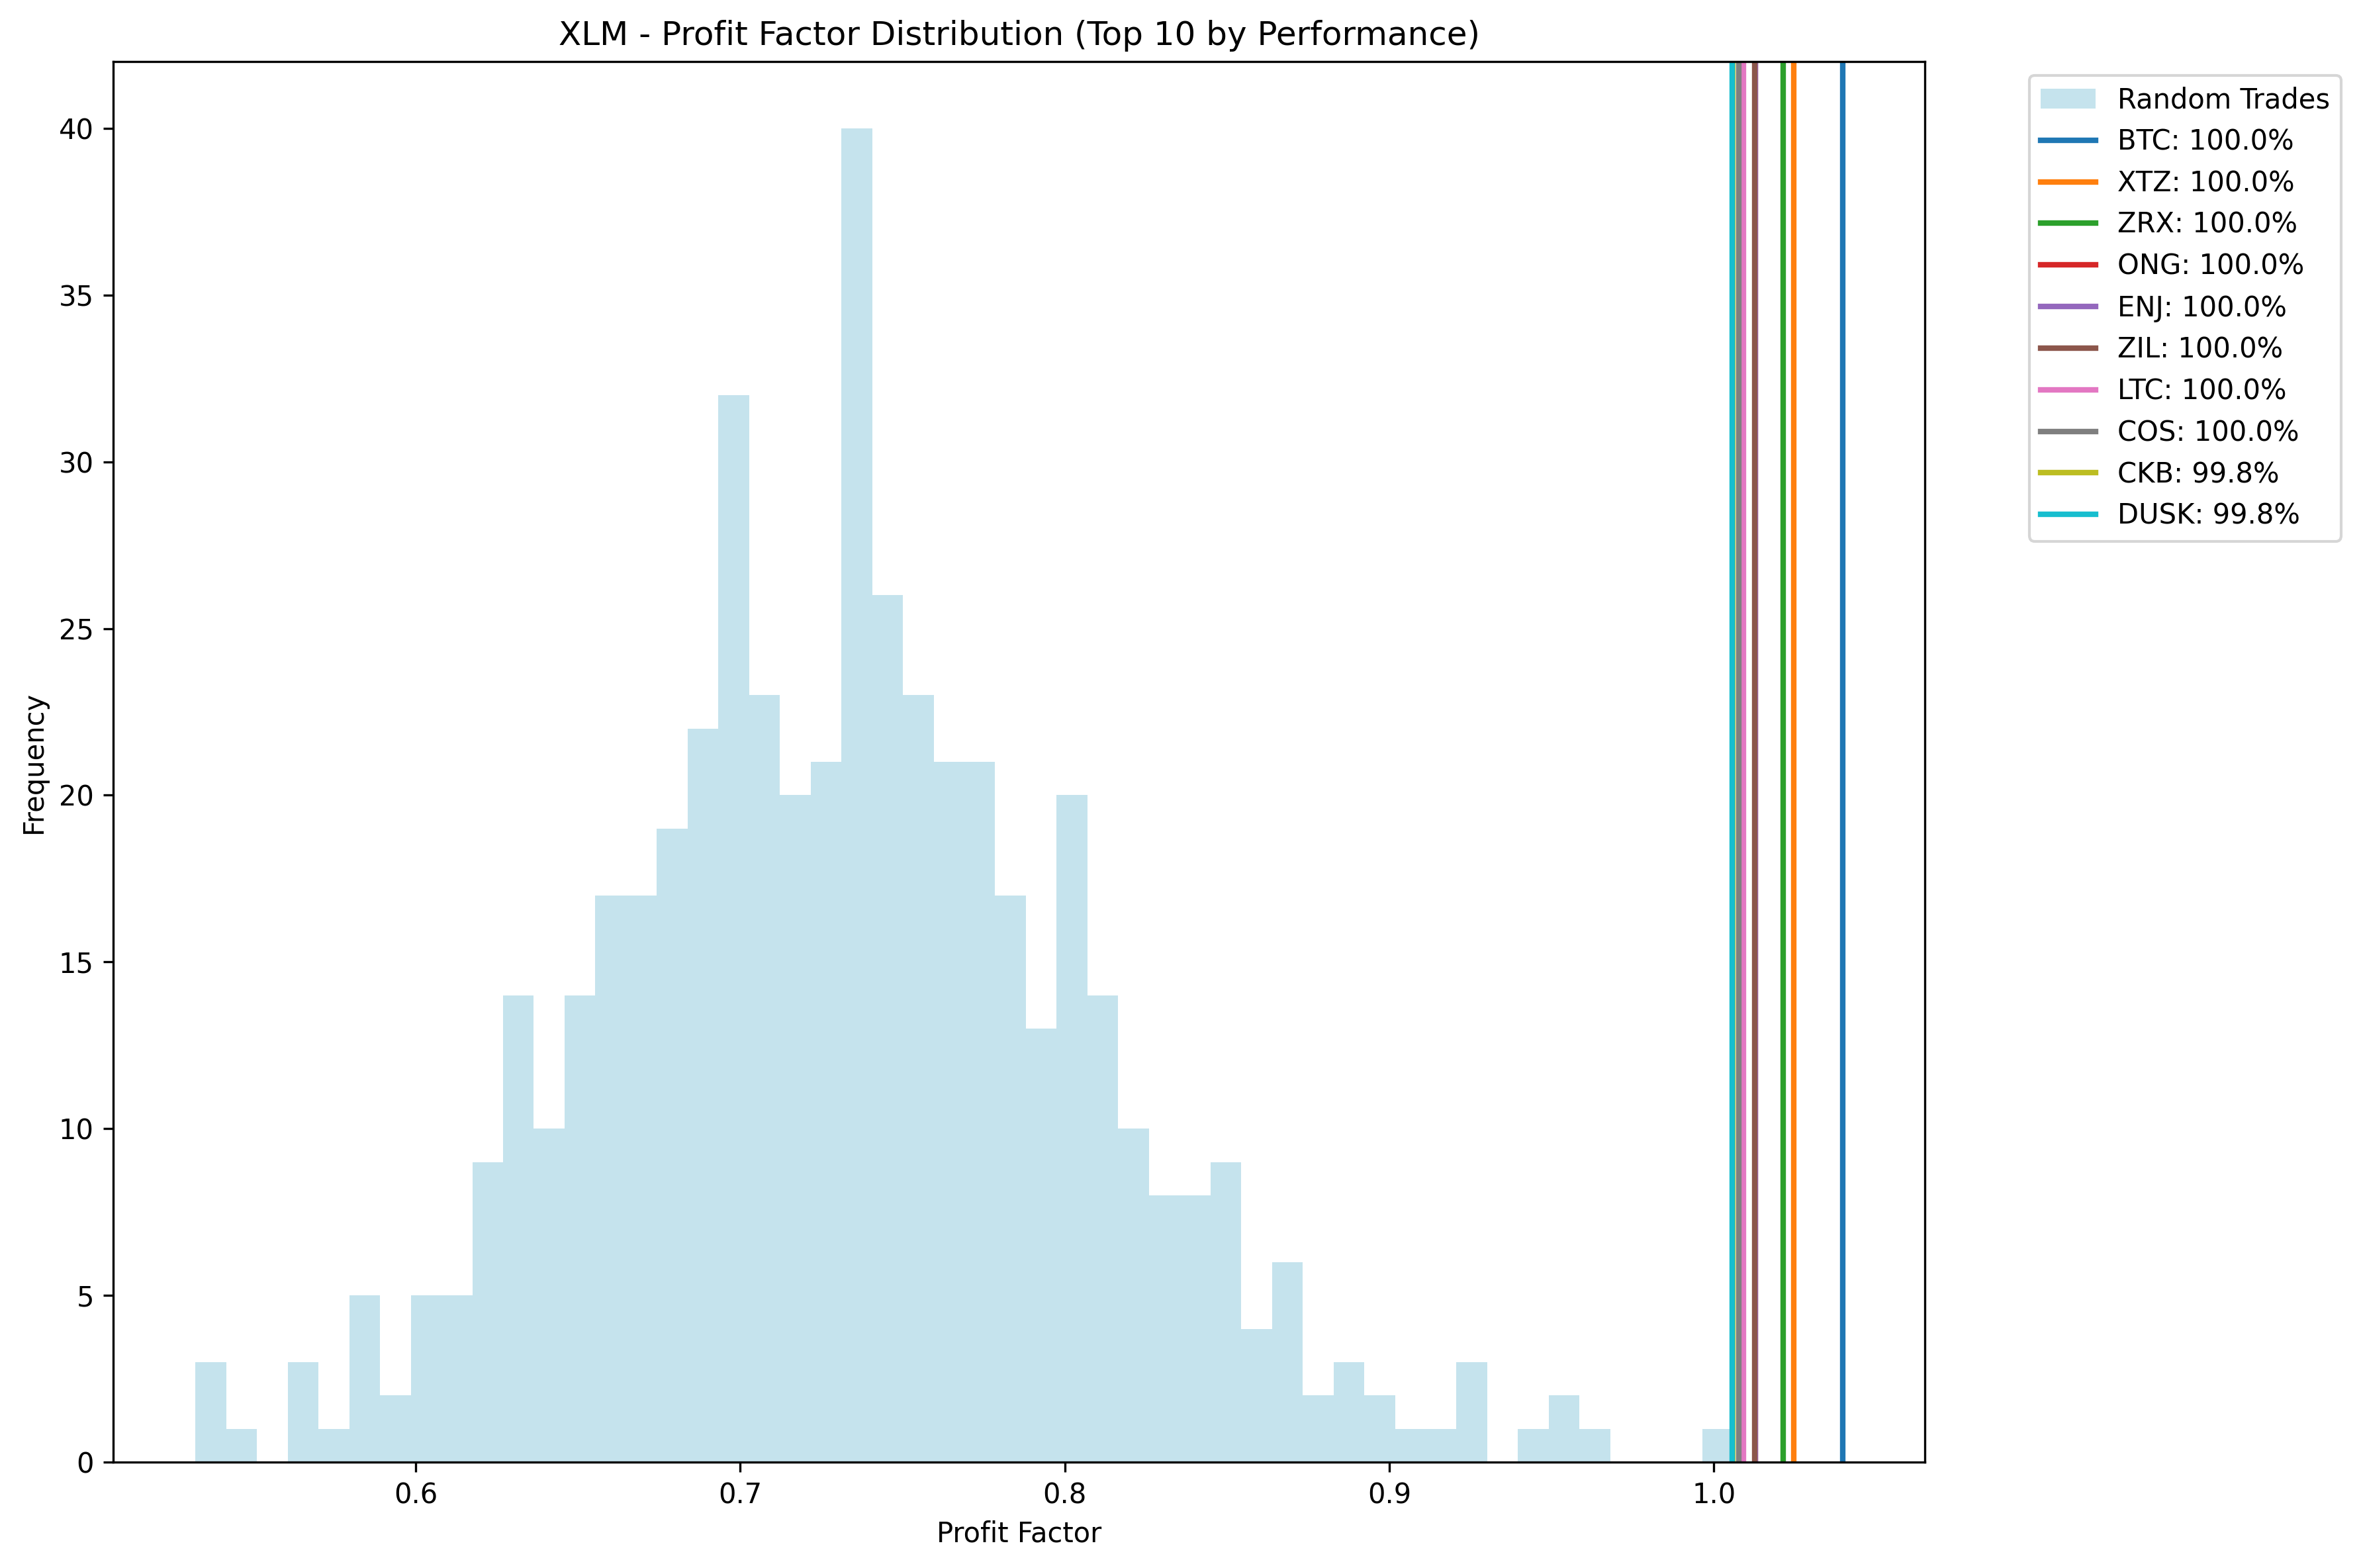 XLM - Profit Factor Distribution (Top 10 by Performance)
Frequency
40
35
30
25
20
15
10
5
0
0.6
0.7
0.8
0.9
1.0
Profit Factor
Random Trades
BTC: 100.0%
XTZ: 100.0%
ZRX: 100.0%
ONG: 100.0%
ENJ: 100.0%
ZIL: 100.0%
LTC: 100.0%
COS: 100.0%
CKB: 99.8%
DUSK: 99.8%